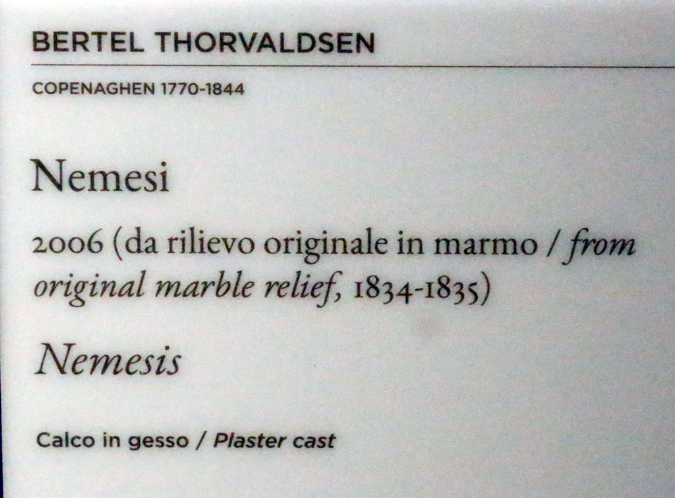 BERTEL THORVALDSEN
COPENAGHEN 1770-1844
Nemesi
2006 (da rilievo originale in marmo / from
original marble relief, 1834-1835)
Nemesis
Calco in gesso / Plaster cast